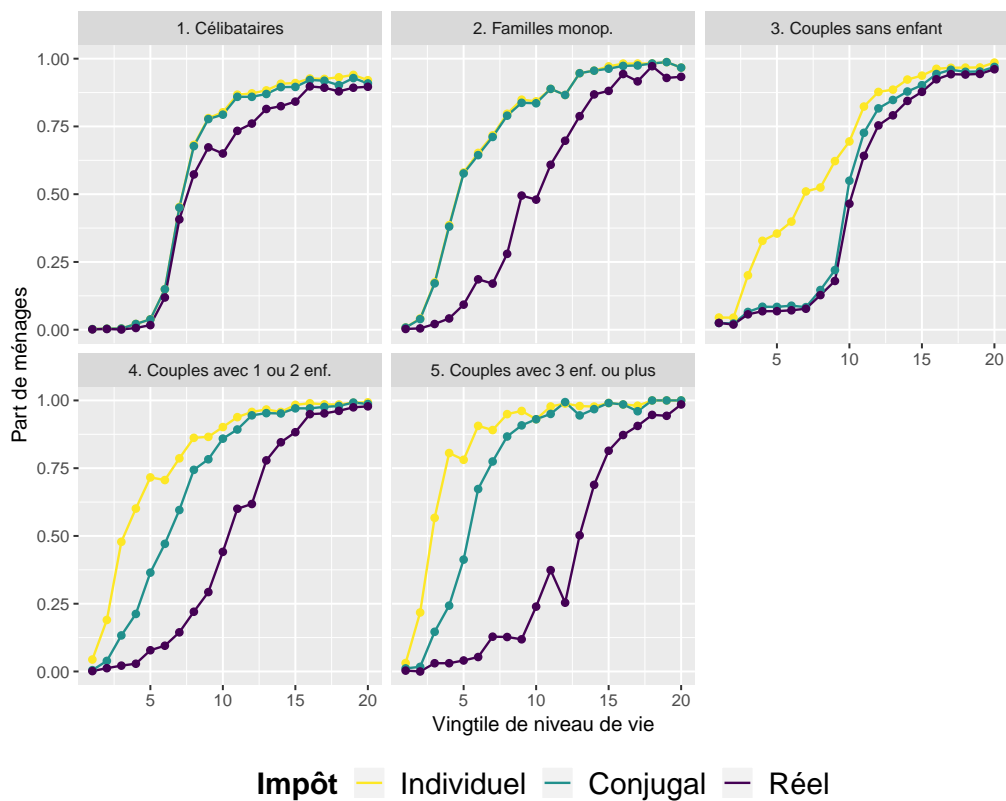 1. Célibataires
2. Familles monop.
3. Couples sans enfant
1.00
0.75
0.50
0.25
0.00
5
10
15
20
4. Couples avec 1 ou 2 enf.
5. Couples avec 3 enf. ou plus
1.00
0.75
0.50
0.25
0.00
5
10
15
20
5
10
15
20
Part de ménages
Vingtile de niveau de vie
Impôt Individuel Conjugal Réel